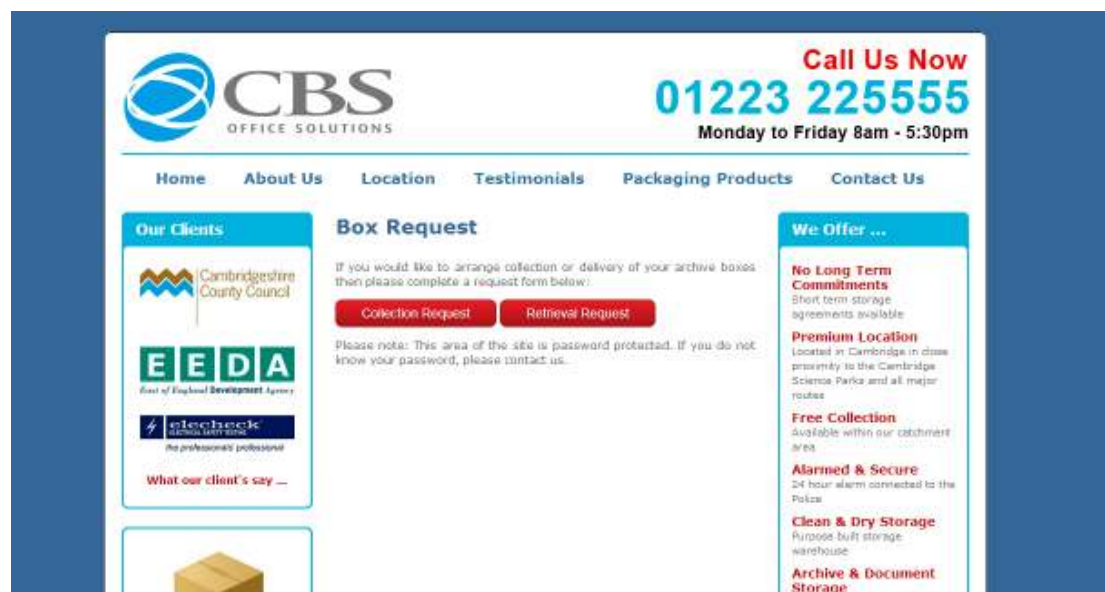 CBS
OFFICE SOLUTIONS
Call Us Now
01223 225555
Monday to Friday 8am - 5:30pm
Home About Us Location Testimonials Packaging Products Contact Us
Our Clients
Cambridgeshire
County Council
EEDA
East of England Development Agency
elecheck
ELECTRICAL SAFETY TESTING
the professionals' professional
What our client's say ...
Box Request
If you would like to arrange collection or delivery of your archive boxes
then please complete a request form below:
Collection Request Retrieval Request
Please note: This area of the site is password protected. If you do not
know your password, please contact us.
We Offer ...
No Long Term
Commitments
Short term storage
agreements available
Premium Location
Located in Cambridge in close
proximity to the Cambridge
Science Parks and all major
routes
Free Collection
Available within our catchment
area
Alarmed & Secure
24 hour alarm connected to the
Police
Clean & Dry Storage
Purpose built storage
warehouse
Archive & Document
Storage